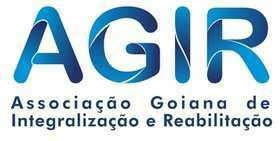 AGIR
Associação Goiana de
Integralização e Reabilitação